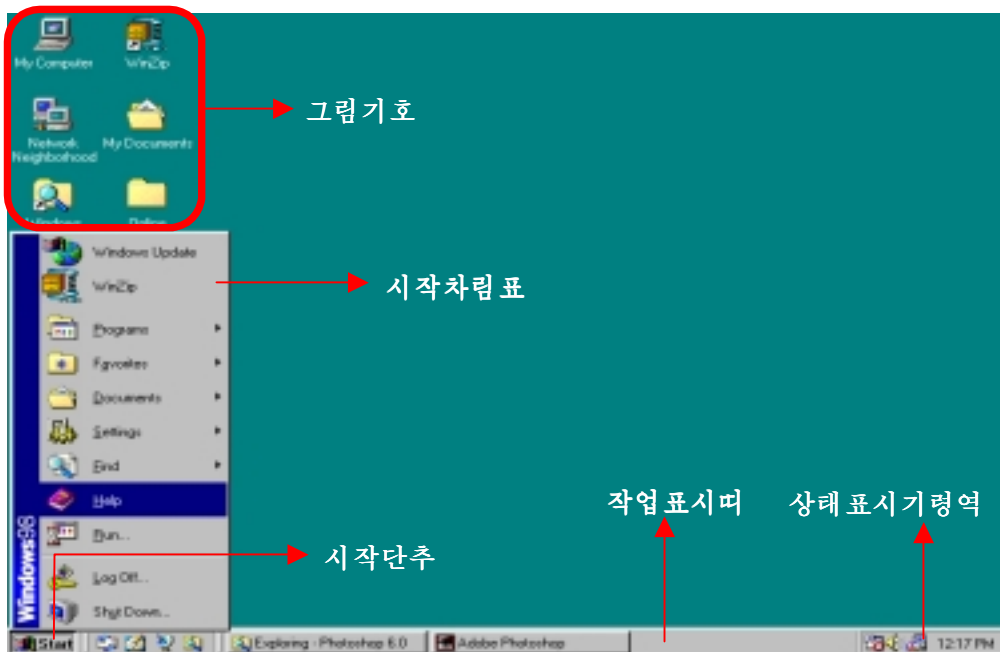 My Computer WinZip
그림기호
Network Neighborhood
My Documents
Windows Update
시작차림표
WinZip
Programs
Favorites
Documents
Settings
Find
작업표시띠 상태표시기령역
Help
Run...
시작단추
Log Off...
Shut Down...
Windows98
Start Exploring - Photoshop 6.0 Adobe Photoshop 12:17 PM